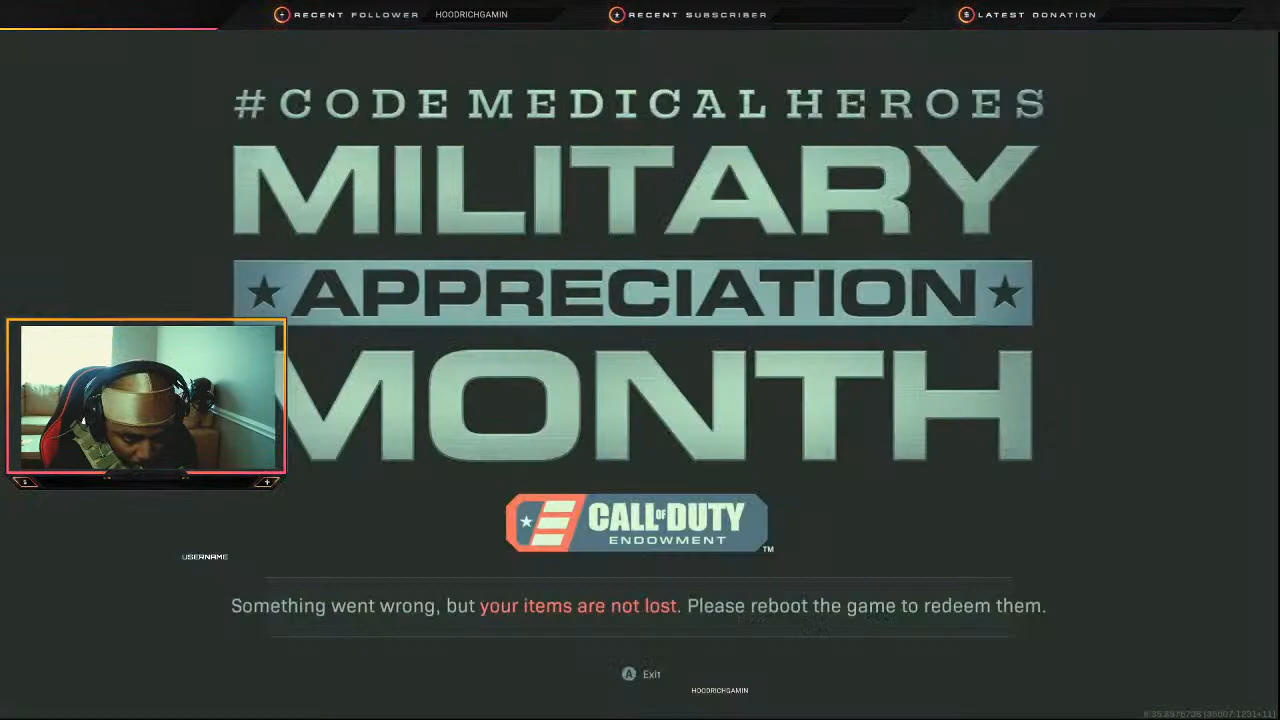 RECENT FOLLOWER HOODRICHGAMIN
RECENT SUBSCRIBER
LATEST DONATION
#CODEMEDICALHEROES
MILITARY
APPRECIATION
MONTH
CALL OF DUTY
ENDOWMENT
TM
USERNAME
Something went wrong, but your items are not lost. Please reboot the game to redeem them.
A Exit
HOODRICHGAMIN